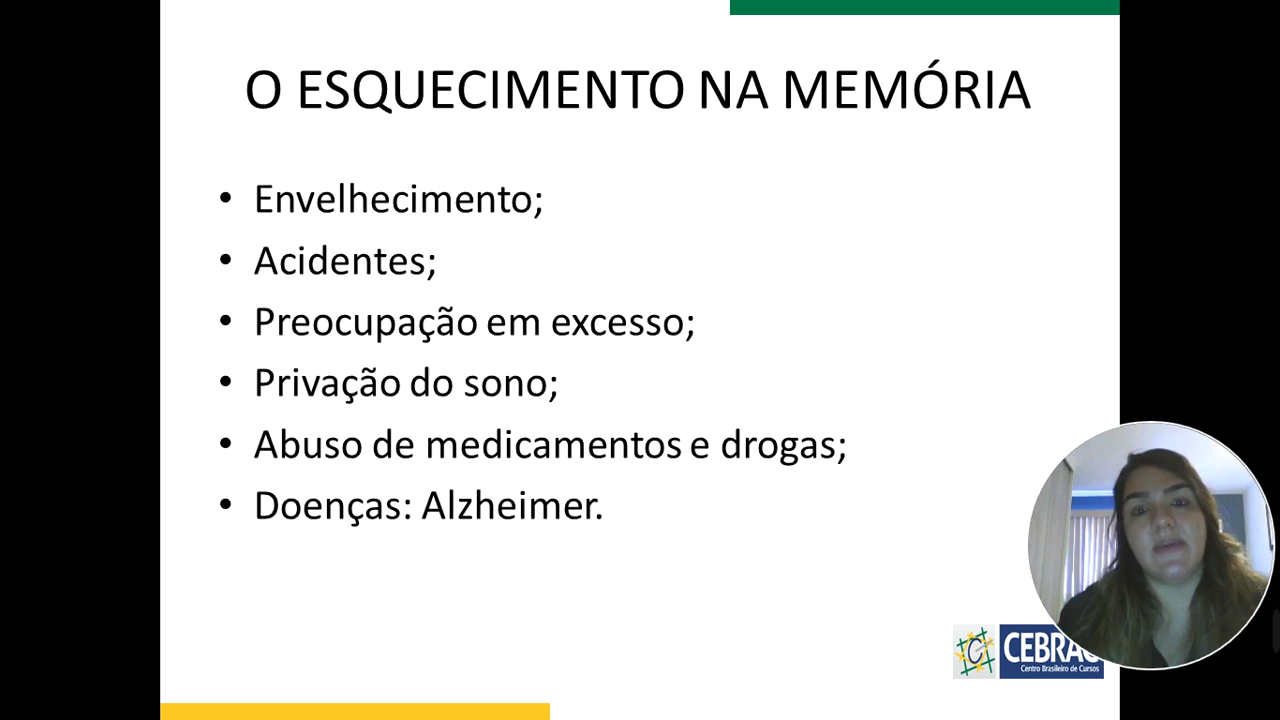 O ESQUECIMENTO NA MEMÓRIA
• Envelhecimento;
• Acidentes;
• Preocupação em excesso;
• Privação do sono;
• Abuso de medicamentos e drogas;
• Doenças: Alzheimer.
Centro Brasileiro de Cursos